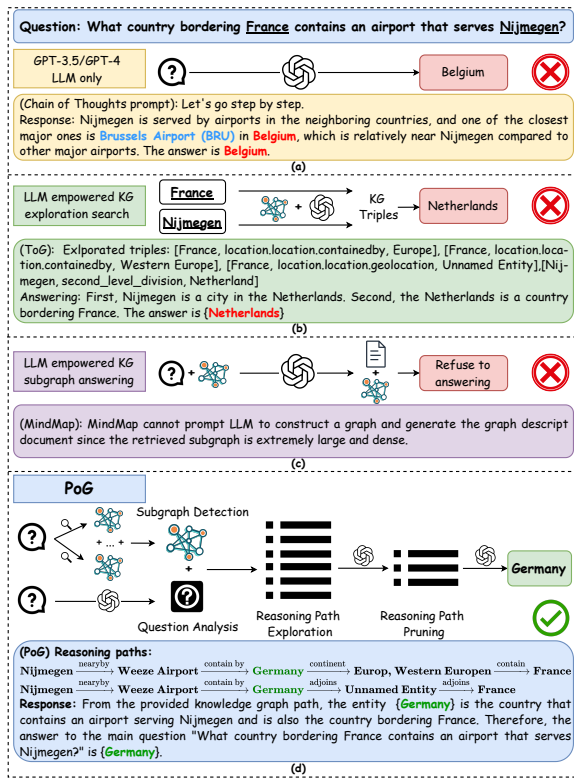 Question: What country bordering France contains an airport that serves Nijmegen?
GPT-3.5/GPT-4
LLM only
Belgium
(Chain of Thoughts prompt): Let's go step by step.
Response: Nijmegen is served by airports in the neighboring countries, and one of the closest
major ones is Brussels Airport (BRU) in Belgium, which is relatively near Nijmegen compared to
other major airports. The answer is Belgium.
(a)
LLM empowered KG
exploration search
France
Nijmegen
+
KG
Triples
Netherlands
(ToG): Exlporated triples: [France, location.location.containedby, Europe], [France, location,loca-
tion.containedby, Western Europe], [France, location.location.geolocation, Unnamed Entity],[Nij-
megen, second_level_division, Netherland]
Answering: First, Nijmegen is a city in the Netherlands. Second, the Netherlands is a country
bordering France. The answer is {Netherlands}
(b)
LLM empowered KG
subgraph answering
+
+
Refuse to
answering
(MindMap): MindMap cannot prompt LLM to construct a graph and generate the graph descript
document since the retrieved subgraph is extremely large and dense.
(c)
PoG
Subgraph Detection
+ ... +
+
Question Analysis
Reasoning Path
Exploration
Reasoning Path
Pruning
Germany
(PoG) Reasoning paths:
Nijmegen nearby Weeze Airport contain by Germany continent Europ, Western Europen contain France
Nijmegen nearby Weeze Airport contain by Germany adjoins Unnamed Entity adjoins France
Response: From the provided knowledge graph path, the entity {Germany} is the country that
contains an airport serving Nijmegen and is also the country bordering France. Therefore, the
answer to the main question "What country bordering France contains an airport that serves
Nijmegen?" is {Germany}.
(d)